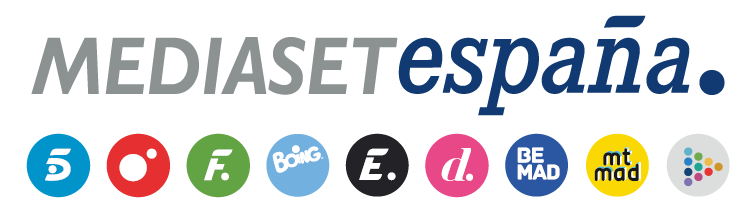 MEDIASETespaña.
5
F.
BOING
E.
d.
BE
MAD
mt
mad